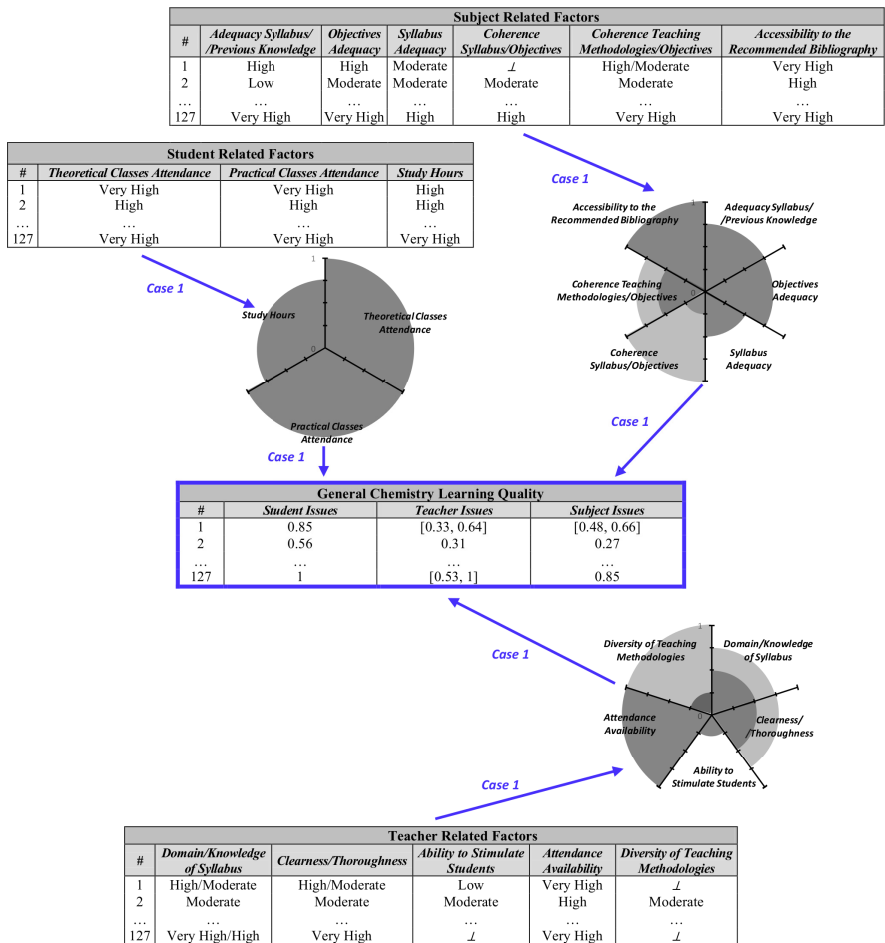 Subject Related Factors
# Adequacy Syllabus/ /Previous Knowledge Objectives Adequacy Syllabus Adequacy Coherence Syllabus/Objectives Coherence Teaching Methodologies/Objectives Accessibility to the Recommended Bibliography
1 High High Moderate ⊥ High/Moderate Very High
2 Low Moderate Moderate Moderate Moderate High
… … … … … … …
127 Very High Very High High High Very High Very High
Student Related Factors
# Theoretical Classes Attendance Practical Classes Attendance Study Hours
1 Very High Very High High
2 High High High
… … … …
127 Very High Very High Very High
Case 1
Case 1
1
0
Study Hours
Theoretical Classes
Attendance
Practical Classes
Attendance
1
0
Accessibility to the
Recommended Bibliography
Adequacy Syllabus/
/Previous Knowledge
Coherence Teaching
Methodologies/Objectives
Objectives
Adequacy
Coherence
Syllabus/Objectives
Syllabus
Adequacy
Case 1
Case 1
General Chemistry Learning Quality
# Student Issues Teacher Issues Subject Issues
1 0.85 [0.33, 0.64] [0.48, 0.66]
2 0.56 0.31 0.27
… … … …
127 1 [0.53, 1] 0.85
Case 1
1
0
Diversity of Teaching
Methodologies
Domain/Knowledge
of Syllabus
Attendance
Availability
Clearness/
/Thoroughness
Ability to
Stimulate Students
Case 1
Teacher Related Factors
# Domain/Knowledge of Syllabus Clearness/Thoroughness Ability to Stimulate Students Attendance Availability Diversity of Teaching Methodologies
1 High/Moderate High/Moderate Low Very High ⊥
2 Moderate Moderate Moderate High Moderate
… … … … … …
127 Very High/High Very High ⊥ Very High ⊥